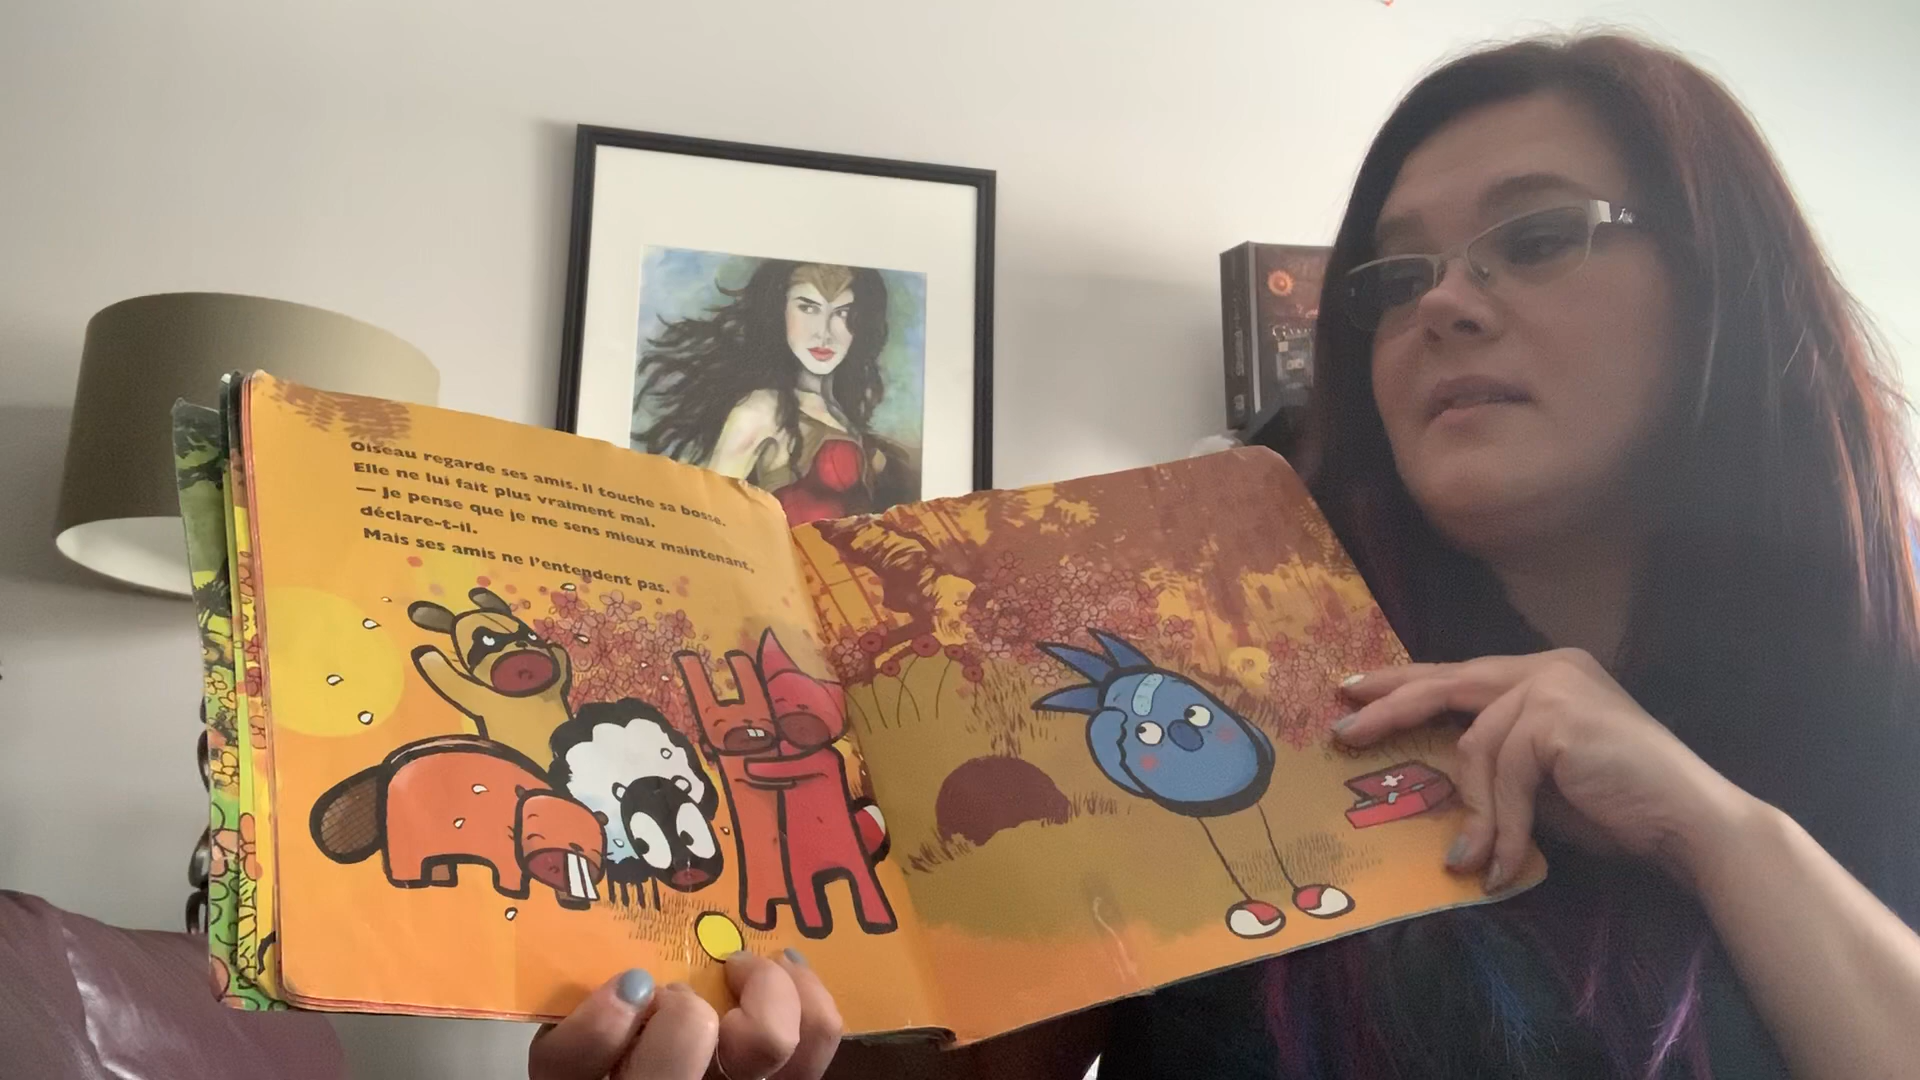 Oiseau regarde ses amis. Il touche sa bosse.
Elle ne lui fait plus vraiment mal.
— Je pense que je me sens mieux maintenant,
déclare-t-il.
Mais ses amis ne l'entendent pas.